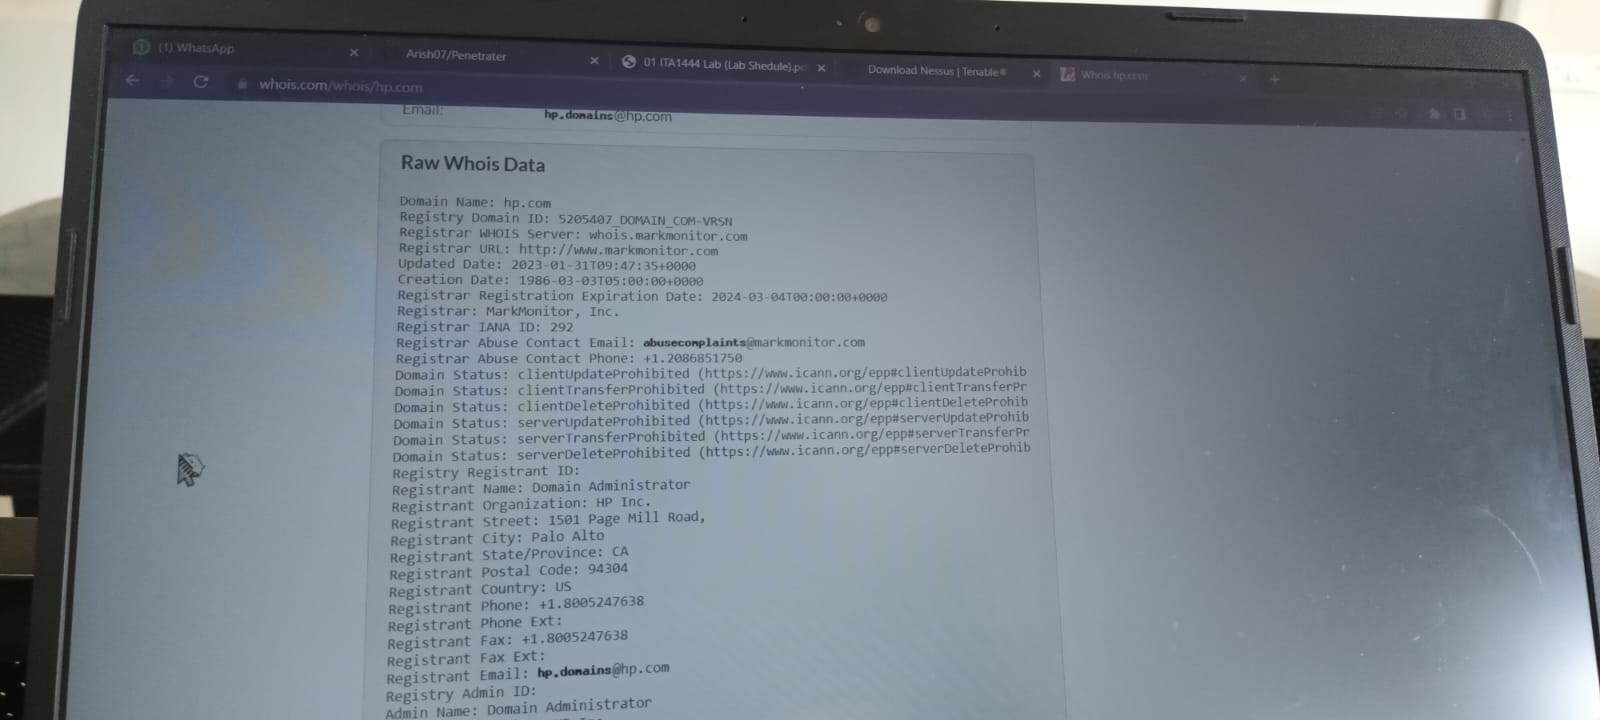 (1) WhatsApp
Arish07/Penetrater
01 ITA1444 Lab (Lab Shedule).p
Download Nessus | Tenable®
Whois hp.com
whois.com/whois/hp.com
Email:
hp.domains@hp.com
Raw Whois Data
Domain Name: hp.com
Registry Domain ID: 5205407_DOMAIN_COM-VRSN
Registrar WHOIS Server: whois.markmonitor.com
Registrar URL: http://www.markmonitor.com
Updated Date: 2023-01-31T09:47:35+0000
Creation Date: 1986-03-03T05:00:00+0000
Registrar Registration Expiration Date: 2024-03-04T00:00:00+0000
Registrar: MarkMonitor, Inc.
Registrar IANA ID: 292
Registrar Abuse Contact Email: abusecomplaints@markmonitor.com
Registrar Abuse Contact Phone: +1.2086851750
Domain Status: clientUpdateProhibited (https://www.icann.org/epp#clientUpdateProhib
Domain Status: clientTransferProhibited (https://www.icann.org/epp#clientTransferPr
Domain Status: clientDeleteProhibited (https://www.icann.org/epp#clientDeleteProhib
Domain Status: serverUpdateProhibited (https://www.icann.org/epp#serverUpdateProhib
Domain Status: serverTransferProhibited (https://www.icann.org/epp#serverTransferPr
Domain Status: serverDeleteProhibited (https://www.icann.org/epp#serverDeleteProhib
Registry Registrant ID:
Registrant Name: Domain Administrator
Registrant Organization: HP Inc.
Registrant Street: 1501 Page Mill Road,
Registrant City: Palo Alto
Registrant State/Province: CA
Registrant Postal Code: 94304
Registrant Country: US
Registrant Phone: +1.8005247638
Registrant Phone Ext:
Registrant Fax: +1.8005247638
Registrant Fax Ext:
Registrant Email: hp.domains@hp.com
Registry Admin ID:
Admin Name: Domain Administrator